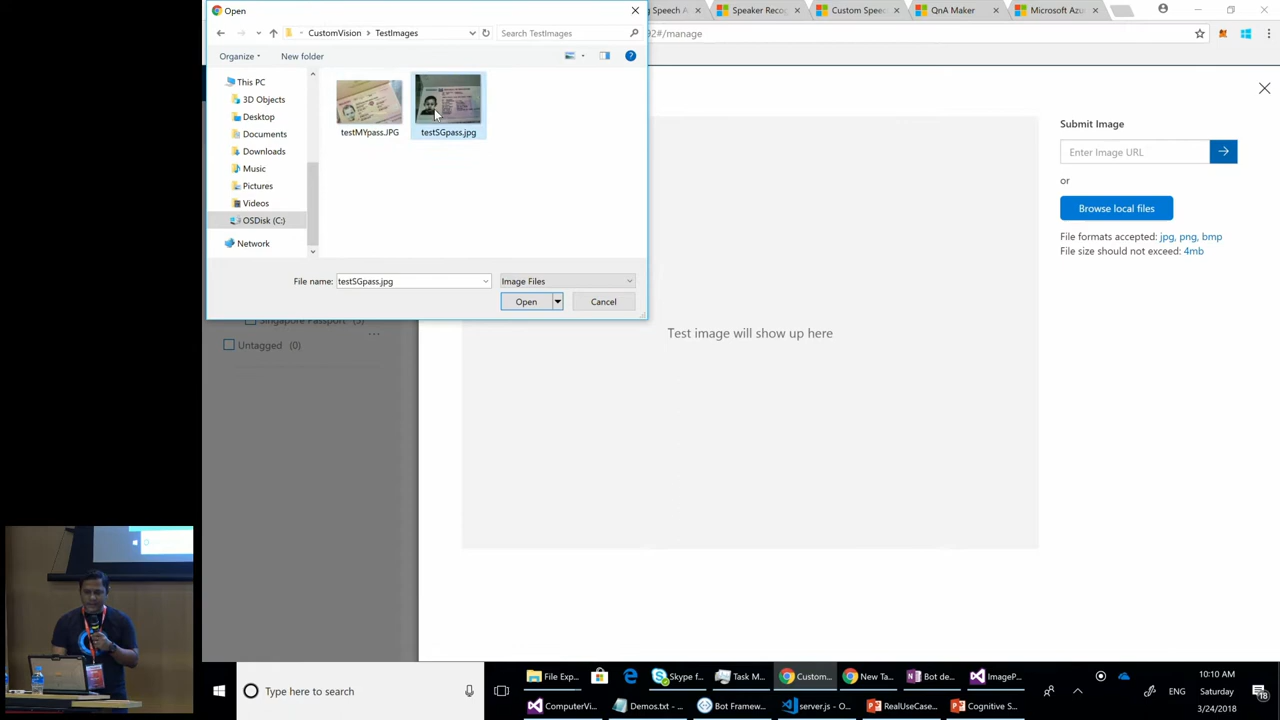 Open
g Speech A
Speaker Recog
Custom Speec
QnA Maker
Microsoft Azu
CustomVision
TestImages
Search TestImages
92#/manage
Organize
New folder
This PC
3D Objects
Desktop
Documents
Downloads
Music
Pictures
Videos
OSDisk (C:)
Network
testMYpass.JPG
testSGpass.jpg
File name:
testSGpass.jpg
Image Files
Open
Cancel
Singapore Passport (5)
Untagged (0)
Test image will show up here
Submit Image
Enter Image URL
or
Browse local files
File formats accepted: jpg, png, bmp
File size should not exceed: 4mb
Type here to search
File Exp...
Skype f...
Task M...
Custom...
New Ta...
Bot de...
ImageP...
ComputerVi...
Demos.txt - ...
Bot Framew...
server.js - O...
RealUseCase...
Cognitive S...
ENG
10:10 AM
Saturday
3/24/2018
18